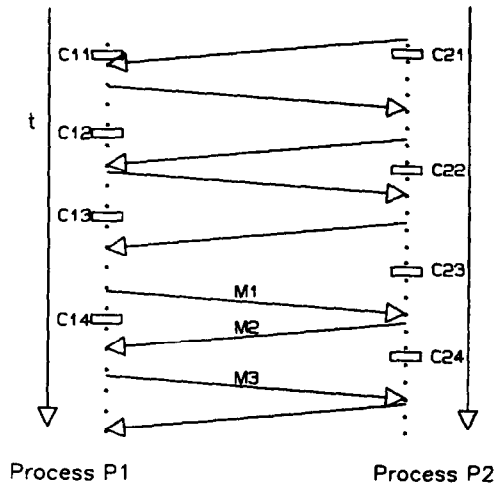 C11
C21
t
C12
C22
C13
C23
M1
C14
M2
C24
M3
Process P1
Process P2